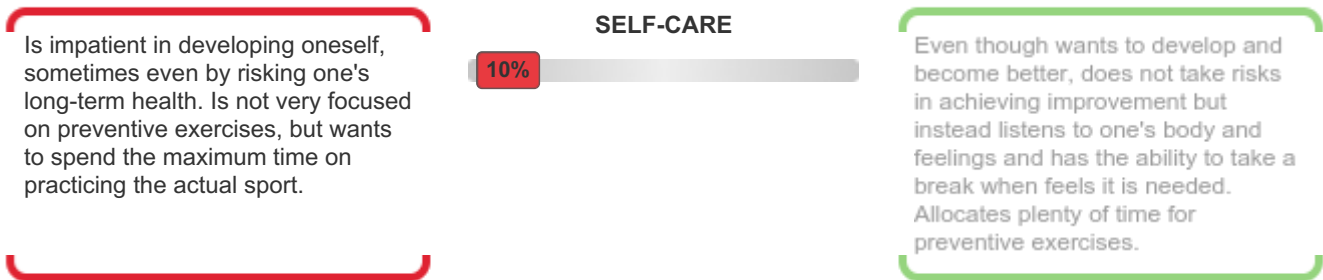 Is impatient in developing oneself,
sometimes even by risking one's
long-term health. Is not very focused
on preventive exercises, but wants
to spend the maximum time on
practicing the actual sport.
SELF-CARE
10%
Even though wants to develop and
become better, does not take risks
in achieving improvement but
instead listens to one's body and
feelings and has the ability to take a
break when feels it is needed.
Allocates plenty of time for
preventive exercises.